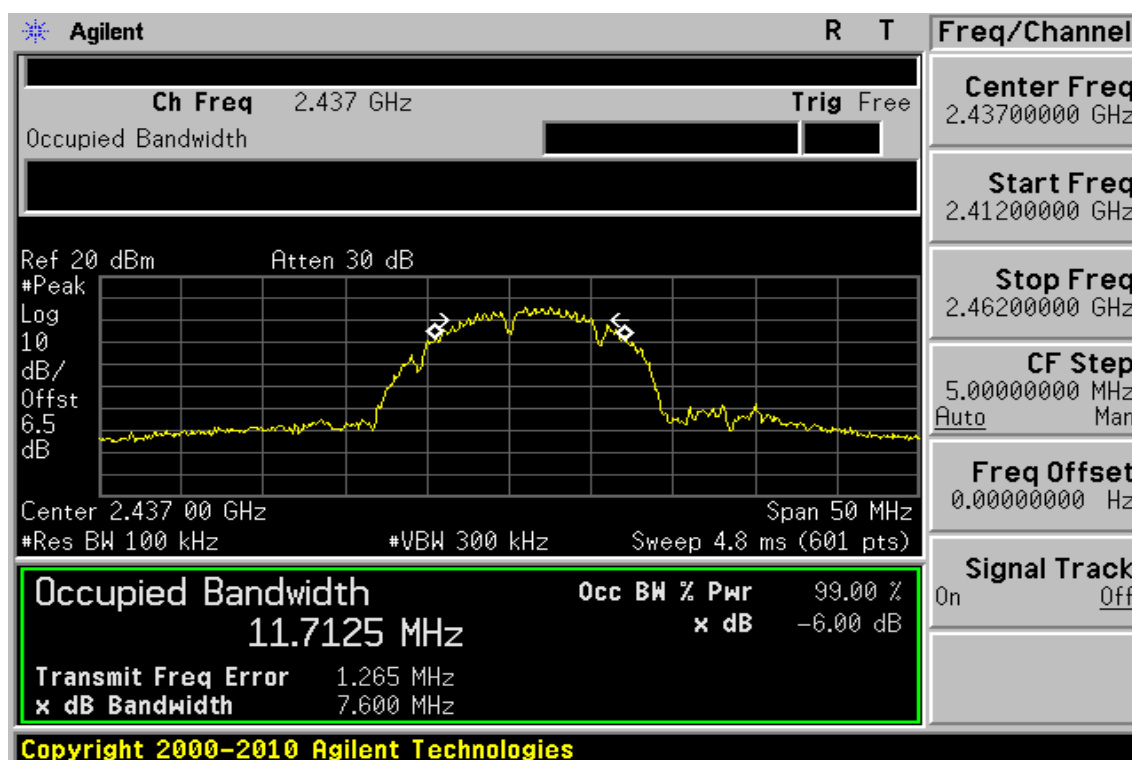 Agilent R T
Ch Freq 2.437 GHz Trig Free
Occupied Bandwidth
Ref 20 dBm Atten 30 dB
#Peak
Log
10
dB/
Offst
6.5
dB
Center 2.437 00 GHz Span 50 MHz
#Res BW 100 kHz #VBW 300 kHz Sweep 4.8 ms (601 pts)
Occupied Bandwidth Occ BW % Pwr 99.00 %
11.7125 MHz x dB -6.00 dB
Transmit Freq Error 1.265 MHz
x dB Bandwidth 7.600 MHz
Copyright 2000-2010 Agilent Technologies
Freq/Channel
Center Freq
2.43700000 GHz
Start Freq
2.41200000 GHz
Stop Freq
2.46200000 GHz
CF Step
5.00000000 MHz
Auto Man
Freq Offset
0.00000000 Hz
Signal Track
On Off